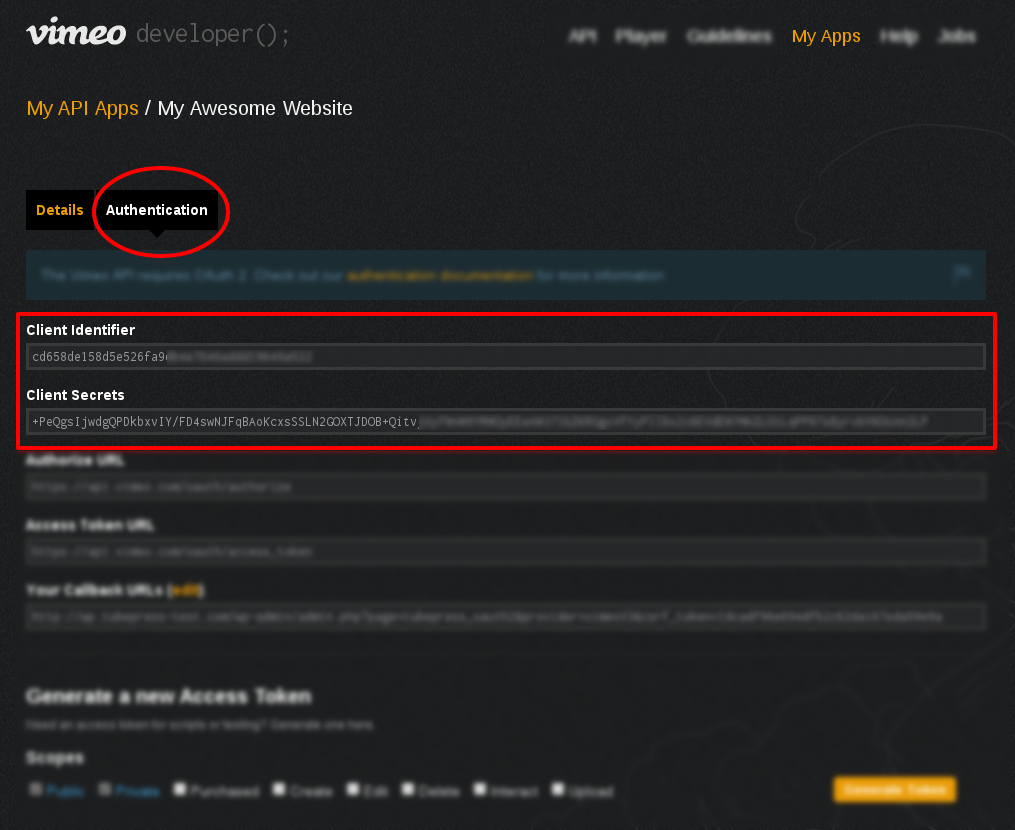 vimeo developer();
API Player Guidelines My Apps Help Jobs
My API Apps / My Awesome Website
Details Authentication
The Vimeo API requires OAuth 2. Check out our authentication documentation for more information
Client Identifier
cd658de158d5e526fa9
Client Secrets
+PeQgsIjwdgQPDkbxvIY/FD4swNJFqBAoKcxsSSLN2GOXTJDOB+Qitv
Authorize URL
https://api.vimeo.com/oauth/authorize
Access Token URL
https://api.vimeo.com/oauth/access_token
Your Callback URLs (edit)
Generate a new Access Token
Need an access token for scripts or testing? Generate one here.
Scopes
Public Private Purchased Create Edit Delete Interact Upload
Generate Token